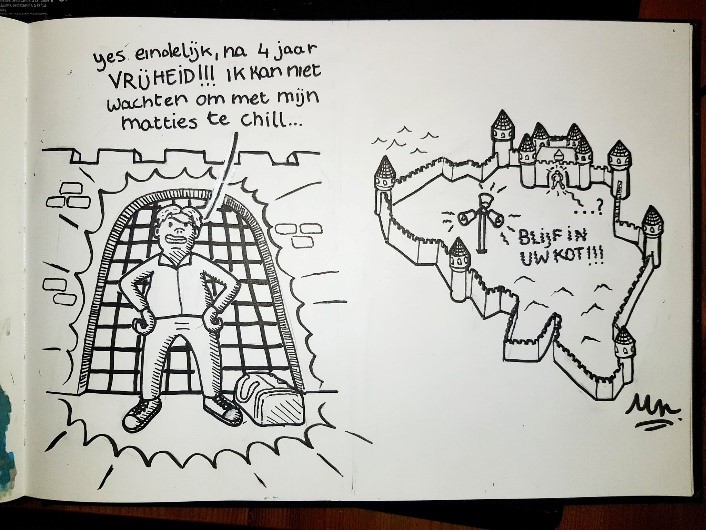 yes eindelijk, na 4 jaar
VRIJHEID!!! ik kan niet
wachten om met mijn
matties te chill...
...?
BLIJF IN
UW KOT!!!